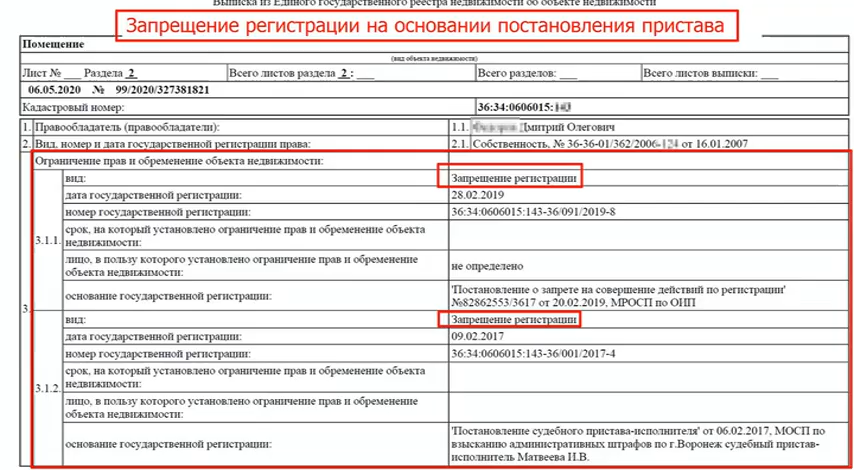 Выписка из Единого государственного реестра недвижимости об объекте недвижимости
Запрещение регистрации на основании постановления пристава
Помещение
(вид объекта недвижимости)
Лист № ___ Раздела 2 Всего листов раздела 2 : ___ Всего разделов: ___ Всего листов выписки: ___
06.05.2020 № 99/2020/327381821
Кадастровый номер: 36:34:0606015:143
1. Правообладатель (правообладатели): 1.1. Дмитрий Олегович
2. Вид, номер и дата государственной регистрации права: 2.1. Собственность, № 36-36-01/362/2006- от 16.01.2007
3. Ограничение прав и обременение объекта недвижимости:
3.1.1. вид: Запрещение регистрации
дата государственной регистрации: 28.02.2019
номер государственной регистрации: 36:34:0606015:143-36/091/2019-8
срок, на который установлено ограничение прав и обременение объекта
недвижимости:
лицо, в пользу которого установлено ограничение прав и обременение
объекта недвижимости: не определено
основание государственной регистрации: 'Постановление о запрете на совершение действий по регистрации'
№82862553/3617 от 20.02.2019, МРОСП по ОИП
3.1.2. вид: Запрещение регистрации
дата государственной регистрации: 09.02.2017
номер государственной регистрации: 36:34:0606015:143-36/001/2017-4
срок, на который установлено ограничение прав и обременение объекта
недвижимости:
лицо, в пользу которого установлено ограничение прав и обременение
объекта недвижимости:
основание государственной регистрации: 'Постановление судебного пристава-исполнителя' от 06.02.2017, МОСП по
взысканию административных штрафов по г.Воронеж судебный пристав-
исполнитель Матвеева И.В.